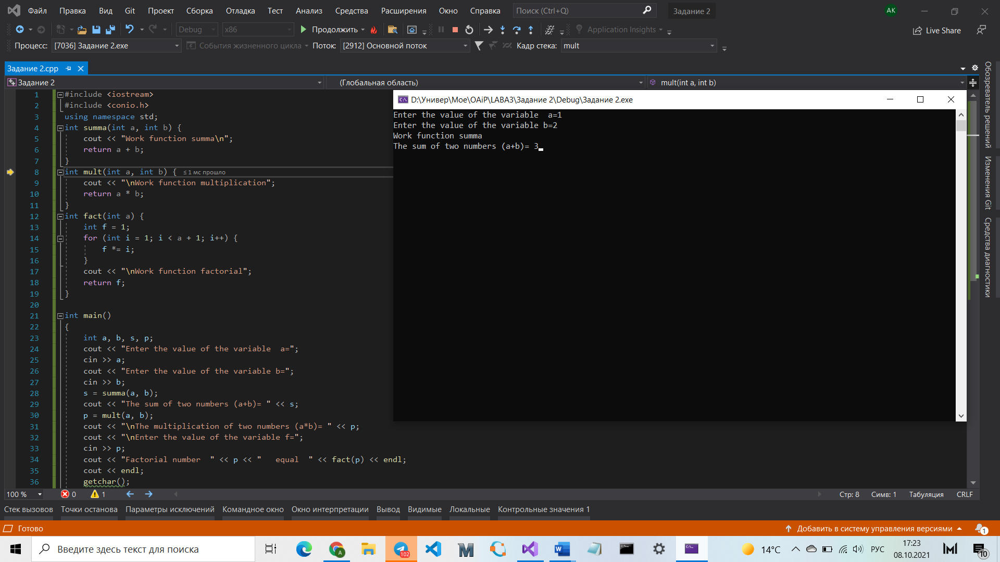 Файл Правка Вид Git Проект Сборка Отладка Тест Анализ Средства Расширения Окно Справка Поиск (Ctrl+Q) Задание 2 AK
Debug x86 Продолжить Application Insights Live Share
Процесс: [7036] Задание 2.exe События жизненного цикла Поток: [2912] Основной поток Кадр стека: mult
Задание 2.cpp
Задание 2 (Глобальная область) mult(int a, int b)
1 #include <iostream>
2 #include <conio.h>
3 using namespace std;
4 int summa(int a, int b) {
5 cout << "Work function summa\n";
6 return a + b;
7 }
8 int mult(int a, int b) { ≤ 1 мс прошло
9 cout << "\nWork function multiplication";
10 return a * b;
11 }
12 int fact(int a) {
13 int f = 1;
14 for (int i = 1; i < a + 1; i++) {
15 f *= i;
16 }
17 cout << "\nWork function factorial";
18 return f;
19 }
20
21 int main()
22 {
23 int a, b, s, p;
24 cout << "Enter the value of the variable  a=";
25 cin >> a;
26 cout << "Enter the value of the variable b=";
27 cin >> b;
28 s = summa(a, b);
29 cout << "The sum of two numbers (a+b)= " << s;
30 p = mult(a, b);
31 cout << "\nThe multiplication of two numbers (a*b)= " << p;
32 cout << "\nEnter the value of the variable f=";
33 cin >> p;
34 cout << "Factorial number  " << p << "   equal  " << fact(p) << endl;
35 cout << endl;
36 getchar();
D:\Универ\Мое\OAiP\LABA3\Задание 2\Debug\Задание 2.exe
Enter the value of the variable  a=1
Enter the value of the variable b=2
Work function summa
The sum of two numbers (a+b)= 3
Обозреватель решений
Изменения Git
Средства диагностики
100 % 0 1 Стр: 8 Симв: 1 Табуляция CRLF
Стек вызовов Точки останова Параметры исключений Командное окно Окно интерпретации Вывод Видимые Локальные Контрольные значения 1
Готово Добавить в систему управления версиями 1
Введите здесь текст для поиска 102 14°C РУС 17:23
08.10.2021 10